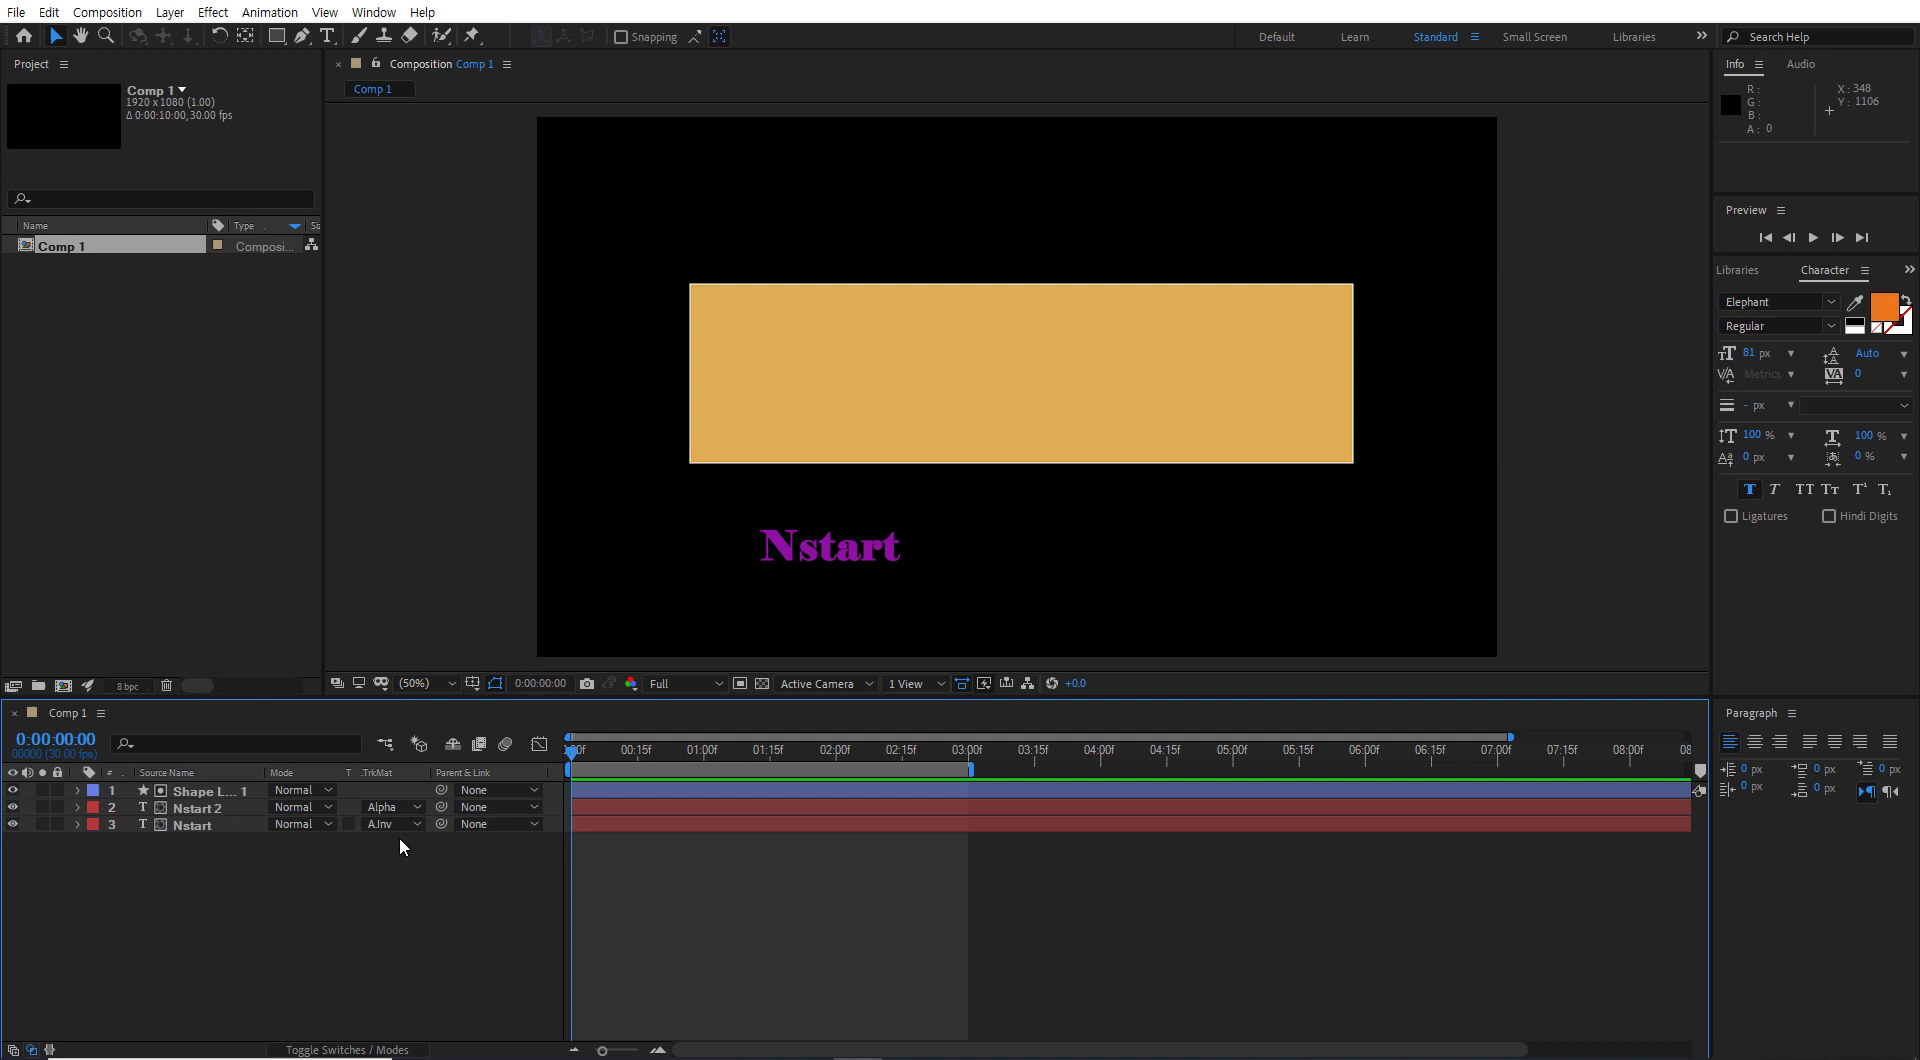 File Edit Composition Layer Effect Animation View Window Help
Snapping Default Learn Standard Small Screen Libraries Search Help
Project
Comp 1
1920 x 1080 (1.00)
Δ 0:00:10:00, 30.00 fps
Name Type
Comp 1 Composi...
8 bpc
Composition Comp 1
Comp 1
Nstart
(50%) 0:00:00:00 Full Active Camera 1 View +0.0
Info Audio
R :
G :
B :
A : 0
X : 348
Y : 1106
Preview
Libraries Character
Elephant
Regular
81 px Auto
Metrics 0
- px
100 % 100 %
0 px 0 %
Ligatures Hindi Digits
Comp 1
0:00:00:00
00000 (30.00 fps)
00:15f 01:00f 01:15f 02:00f 02:15f 03:00f 03:15f 04:00f 04:15f 05:00f 05:15f 06:00f 06:15f 07:00f 07:15f 08:00f
# Source Name Mode T .TrkMat Parent & Link
1 Shape L... 1 Normal None
2 Nstart 2 Normal Alpha None
3 Nstart Normal A.Inv None
Toggle Switches / Modes
Paragraph
0 px 0 px 0 px
0 px 0 px